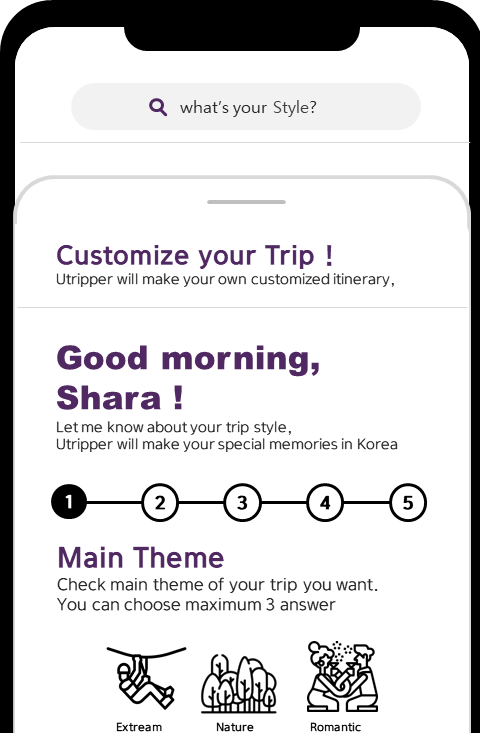 what's your Style?
Customize your Trip !
Utripper will make your own customized itinerary,
Good morning,
Shara !
Let me know about your trip style,
Utripper will make your special memories in Korea
1 2 3 4 5
Main Theme
Check main theme of your trip you want.
You can choose maximum 3 answer
Extream Nature Romantic